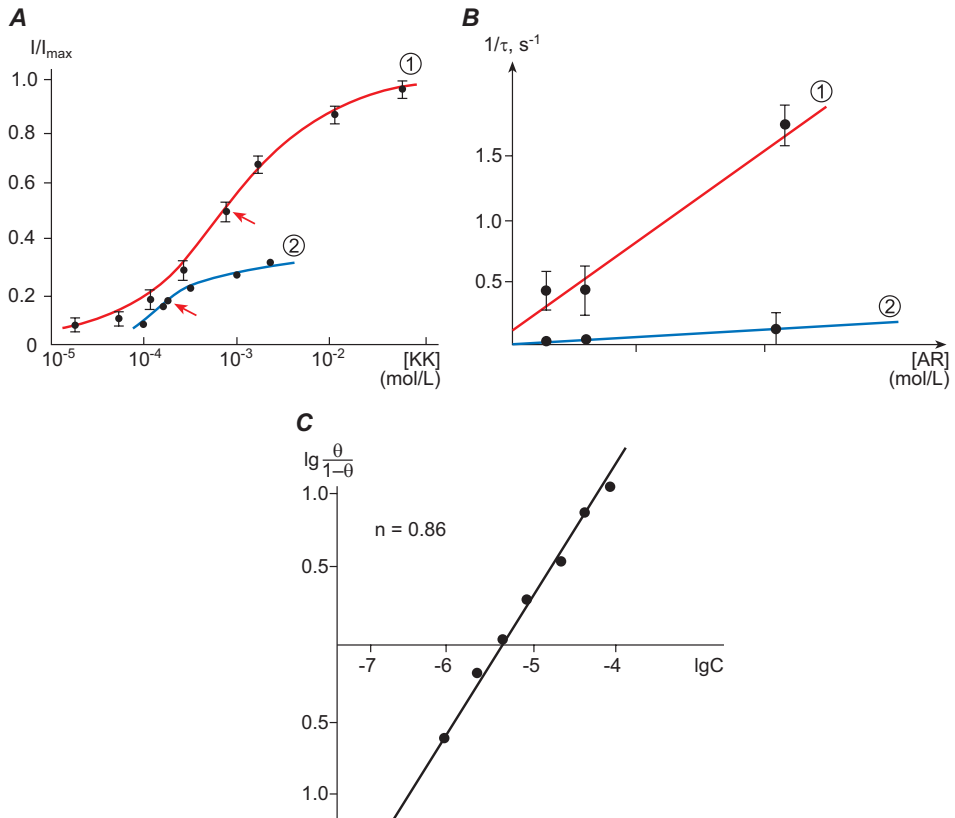 A
I/Imax
1.0
0.8
0.6
0.4
0.2
0
10⁻⁵
10⁻⁴
10⁻³
10⁻²
[KK]
(mol/L)
①
②
B
1/τ, s⁻¹
1.5
1.0
0.5
[AR]
(mol/L)
①
②
C
lg θ/1−θ
1.0
0.5
n = 0.86
-7
-6
-5
-4
lgC
0.5
1.0